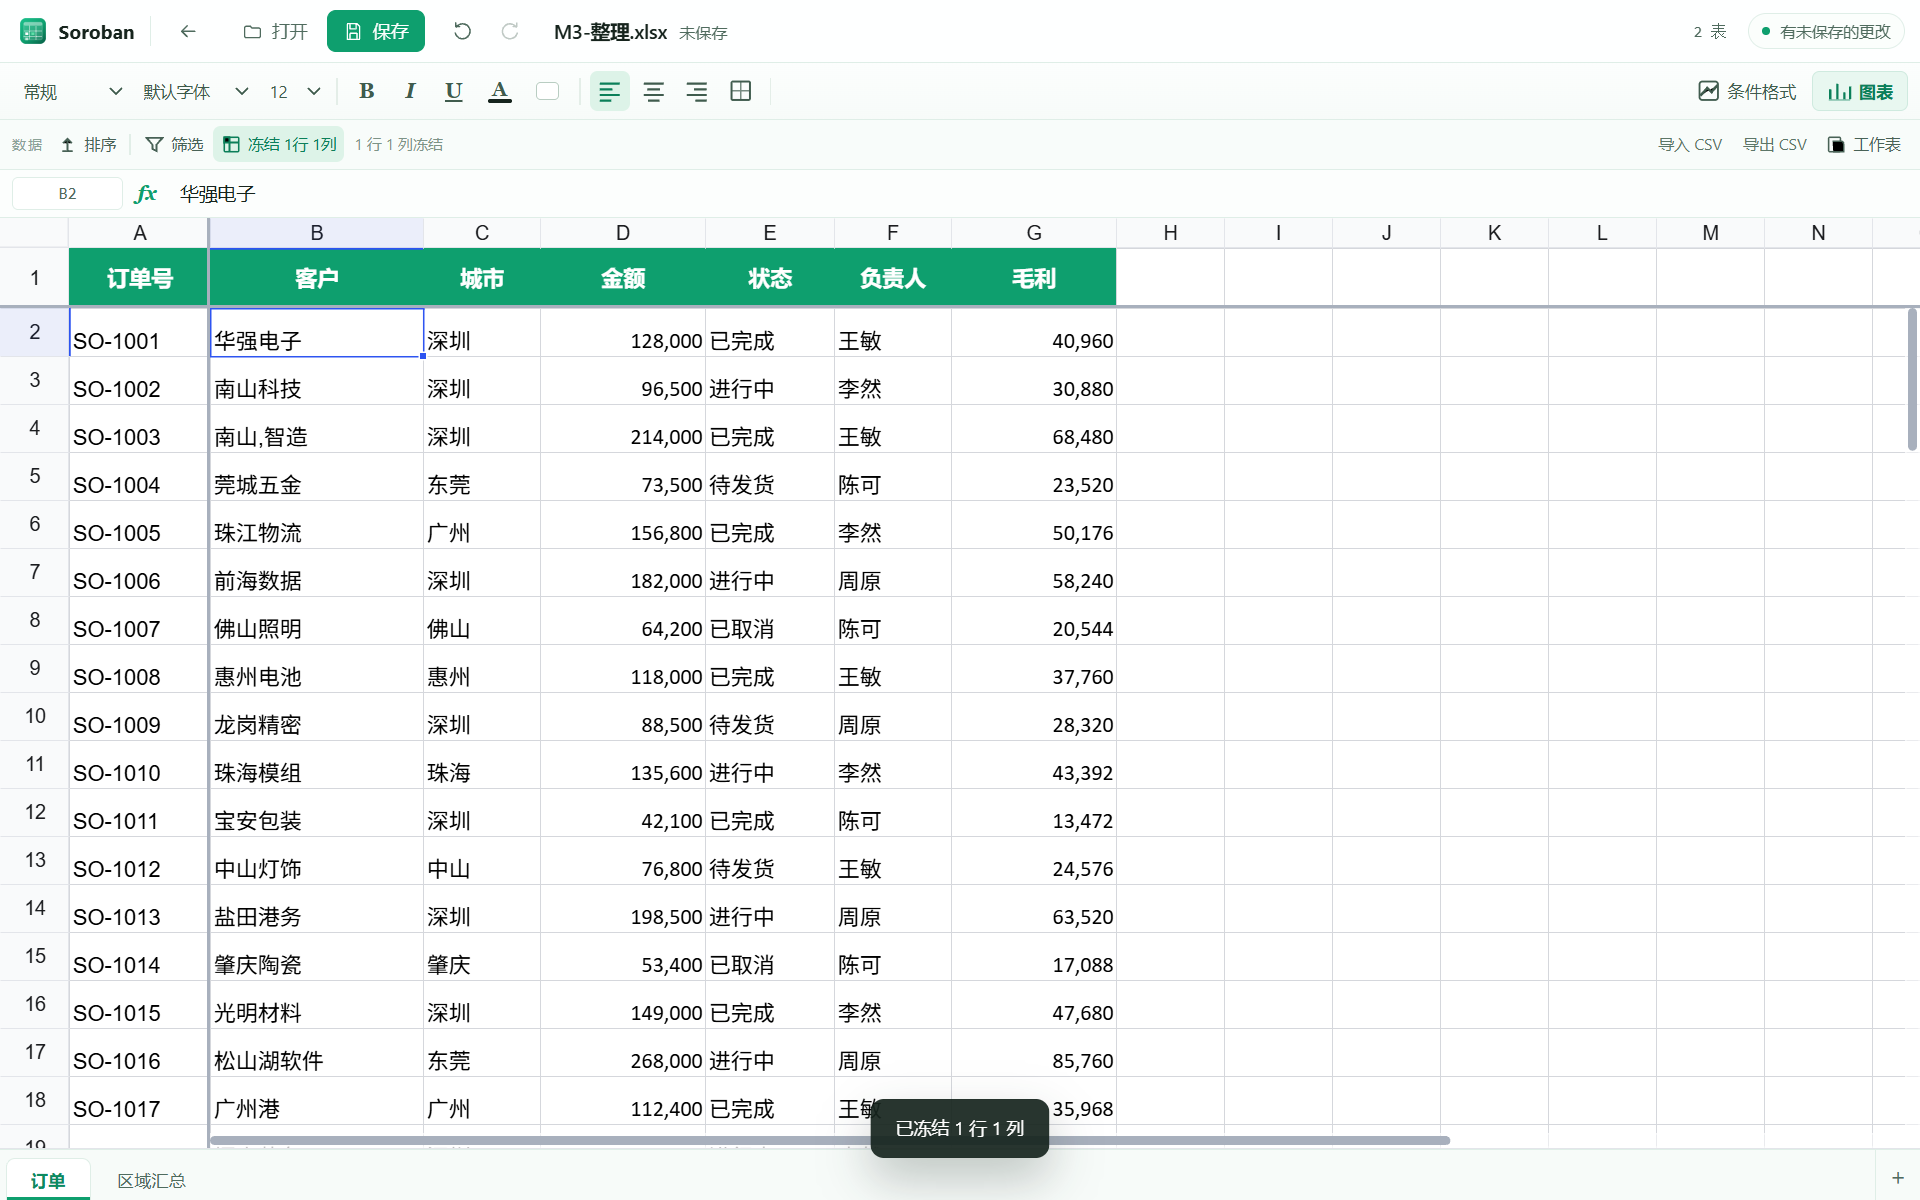 Soroban
打开
保存
M3-整理.xlsx 未保存
2 表
有未保存的更改
常规
默认字体
12
B I U A
条件格式
图表
数据
排序
筛选
冻结 1行 1列
1 行 1 列冻结
导入 CSV
导出 CSV
工作表
B2
fx
华强电子
A B C D E F G H I J K L M N
1 订单号 客户 城市 金额 状态 负责人 毛利
2 SO-1001 华强电子 深圳 128,000 已完成 王敏 40,960
3 SO-1002 南山科技 深圳 96,500 进行中 李然 30,880
4 SO-1003 南山,智造 深圳 214,000 已完成 王敏 68,480
5 SO-1004 莞城五金 东莞 73,500 待发货 陈可 23,520
6 SO-1005 珠江物流 广州 156,800 已完成 李然 50,176
7 SO-1006 前海数据 深圳 182,000 进行中 周原 58,240
8 SO-1007 佛山照明 佛山 64,200 已取消 陈可 20,544
9 SO-1008 惠州电池 惠州 118,000 已完成 王敏 37,760
10 SO-1009 龙岗精密 深圳 88,500 待发货 周原 28,320
11 SO-1010 珠海模组 珠海 135,600 进行中 李然 43,392
12 SO-1011 宝安包装 深圳 42,100 已完成 陈可 13,472
13 SO-1012 中山灯饰 中山 76,800 待发货 王敏 24,576
14 SO-1013 盐田港务 深圳 198,500 进行中 周原 63,520
15 SO-1014 肇庆陶瓷 肇庆 53,400 已取消 陈可 17,088
16 SO-1015 光明材料 深圳 149,000 已完成 李然 47,680
17 SO-1016 松山湖软件 东莞 268,000 进行中 周原 85,760
18 SO-1017 广州港 广州 112,400 已完成 王敏 35,968
19
已冻结 1 行 1 列
订单
区域汇总